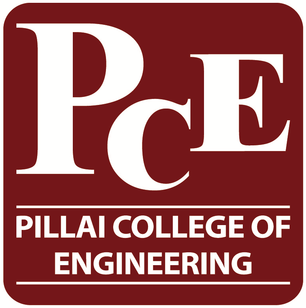 PCE
PILLAI COLLEGE OF
ENGINEERING